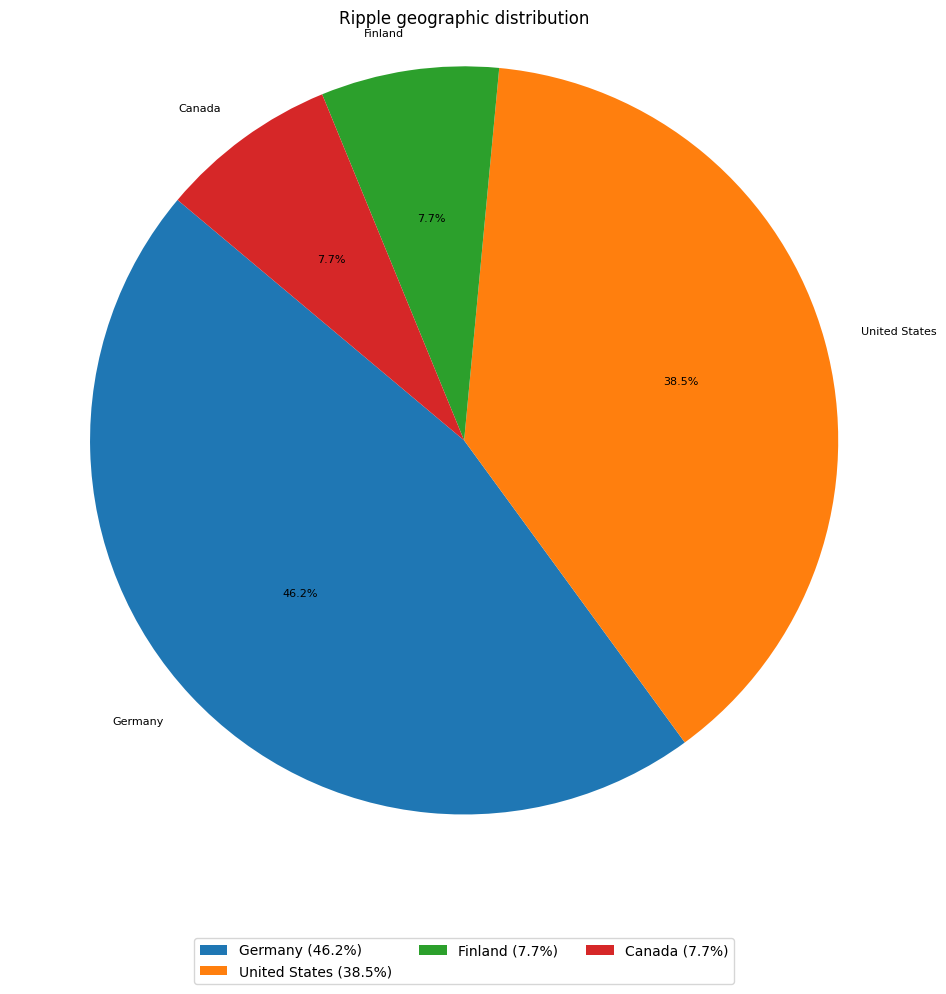 Ripple geographic distribution
Finland
Canada
7.7%
7.7%
United States
38.5%
46.2%
Germany
Germany (46.2%)
United States (38.5%)
Finland (7.7%)
Canada (7.7%)